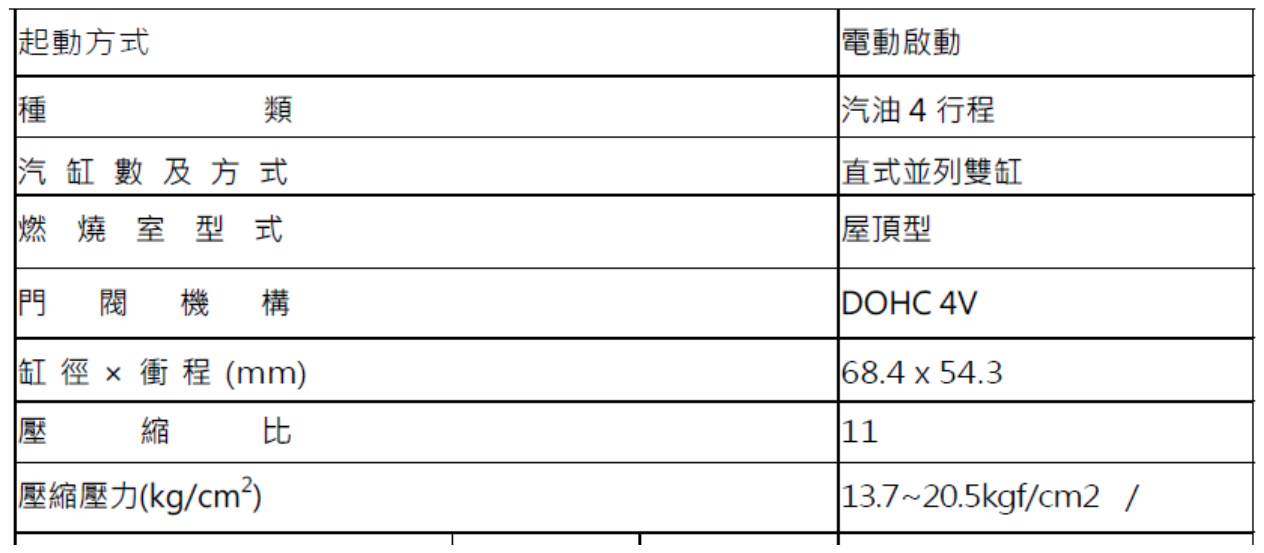 起動方式 電動啟動
種 類 汽油 4 行程
汽 缸 數 及 方 式 直式並列雙缸
燃 燒 室 型 式 屋頂型
門 閥 機 構 DOHC 4V
缸 徑 × 衝 程 (mm) 68.4 x 54.3
壓 縮 比 11
壓縮壓力(kg/cm²) 13.7~20.5kgf/cm2 /